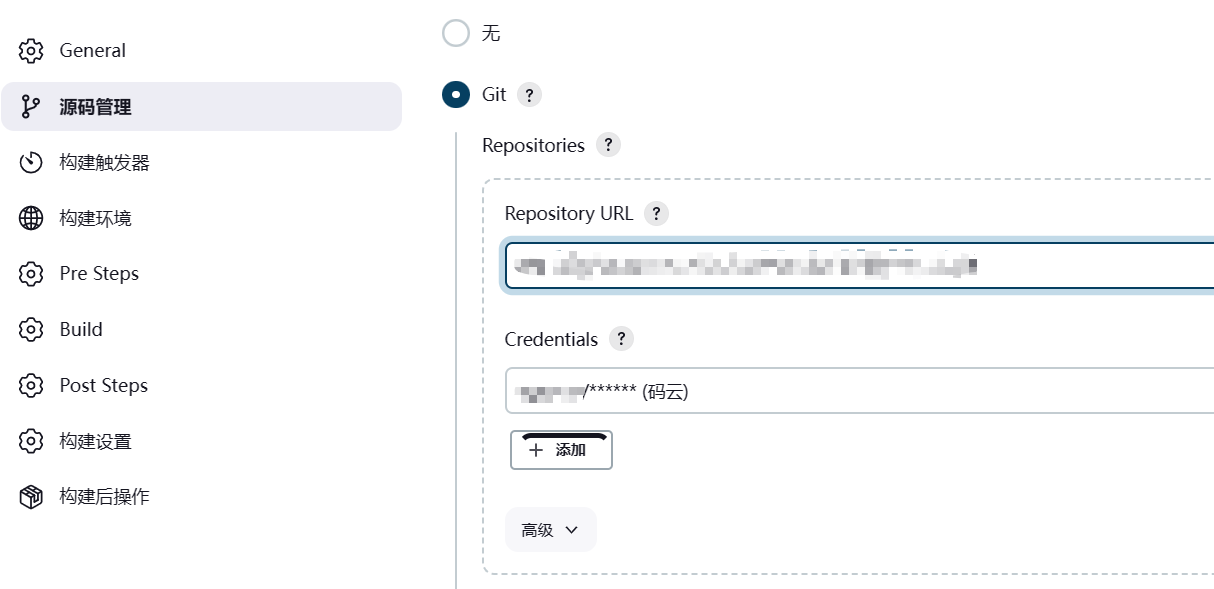 General
源码管理
构建触发器
构建环境
Pre Steps
Build
Post Steps
构建设置
构建后操作
无
Git ?
Repositories ?
Repository URL ?
Credentials ?
/****** (码云)
+ 添加
高级